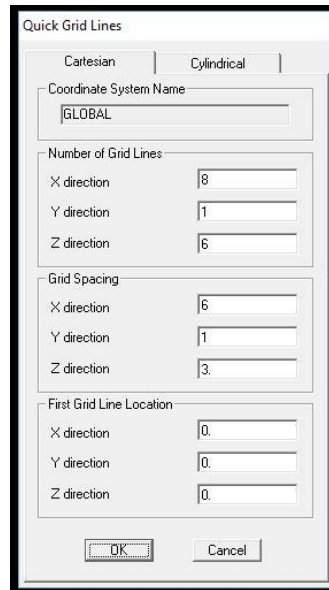 Quick Grid Lines
Cartesian Cylindrical
Coordinate System Name
GLOBAL
Number of Grid Lines
X direction 8
Y direction 1
Z direction 6
Grid Spacing
X direction 6
Y direction 1
Z direction 3.
First Grid Line Location
X direction 0.
Y direction 0.
Z direction 0.
OK Cancel